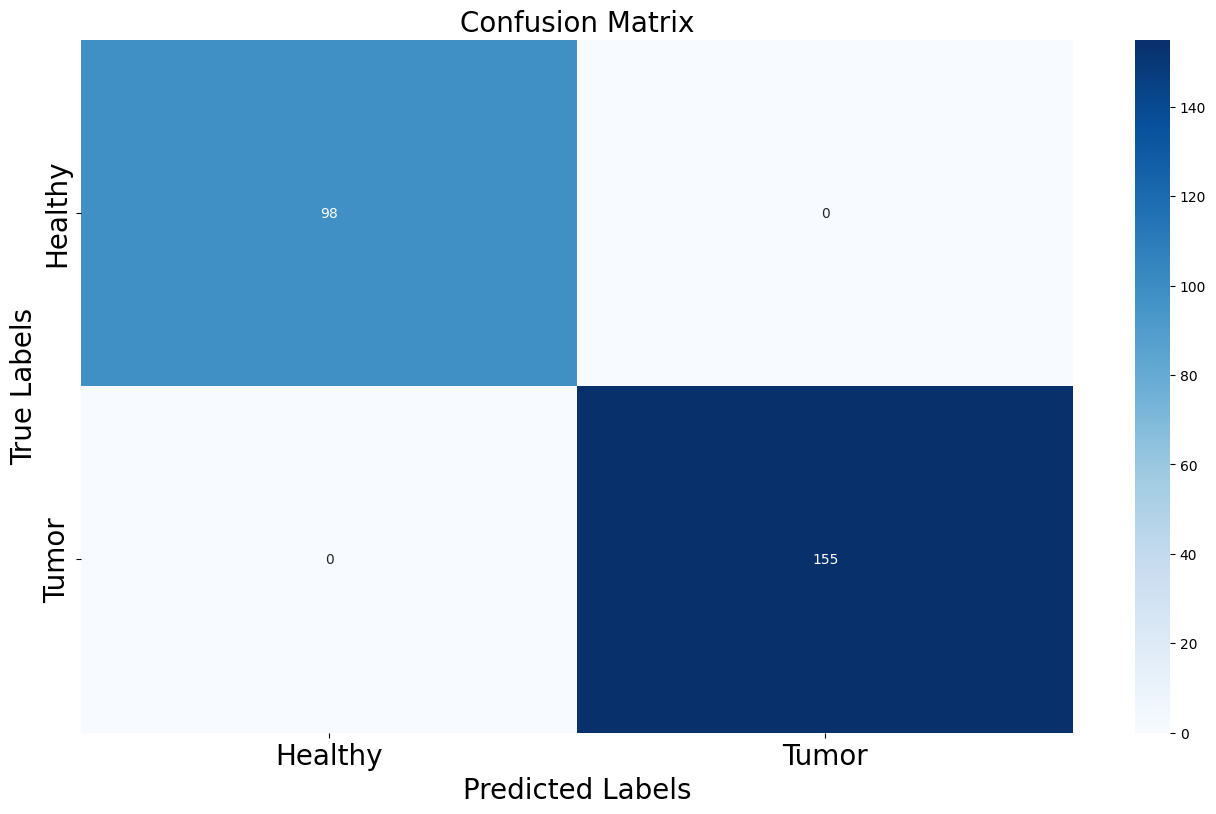 Confusion Matrix
True Labels
Healthy
Tumor
98
0
0
155
Healthy
Tumor
Predicted Labels
140
120
100
80
60
40
20
0